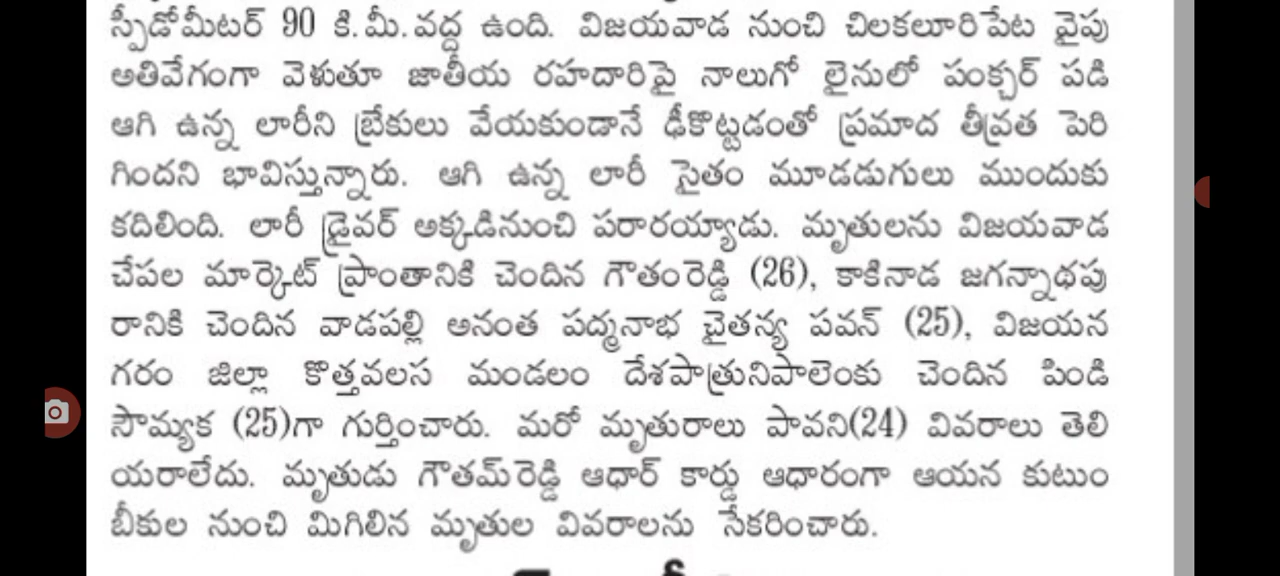 స్పీడోమీటర్ 90 కి.మీ.వద్ద ఉంది. విజయవాడ నుంచి చిలకలూరిపేట వైపు
అతివేగంగా వెళుతూ జాతీయ రహదారిపై నాలుగో లైనులో పంక్చర్ పడి
ఆగి ఉన్న లారీని బ్రేకులు వేయకుండానే ఢీకొట్టడంతో ప్రమాద తీవ్రత పెరి
గిందని భావిస్తున్నారు. ఆగి ఉన్న లారీ సైతం మూడడుగులు ముందుకు
కదిలింది. లారీ డ్రైవర్ అక్కడినుంచి పరారయ్యాడు. మృతులను విజయవాడ
చేపల మార్కెట్ ప్రాంతానికి చెందిన గౌతంరెడ్డి (26), కాకినాడ జగన్నాథపు
రానికి చెందిన వాడపల్లి అనంత పద్మనాభ చైతన్య పవన్ (25), విజయన
గరం జిల్లా కొత్తవలస మండలం దేశపాత్రునిపాలెంకు చెందిన పిండి
సౌమ్యక (25)గా గుర్తించారు. మరో మృతురాలు పావని(24) వివరాలు తెలి
యరాలేదు. మృతుడు గౌతమ్‌రెడ్డి ఆధార్ కార్డు ఆధారంగా ఆయన కుటుం
బీకుల నుంచి మిగిలిన మృతుల వివరాలను సేకరించారు.